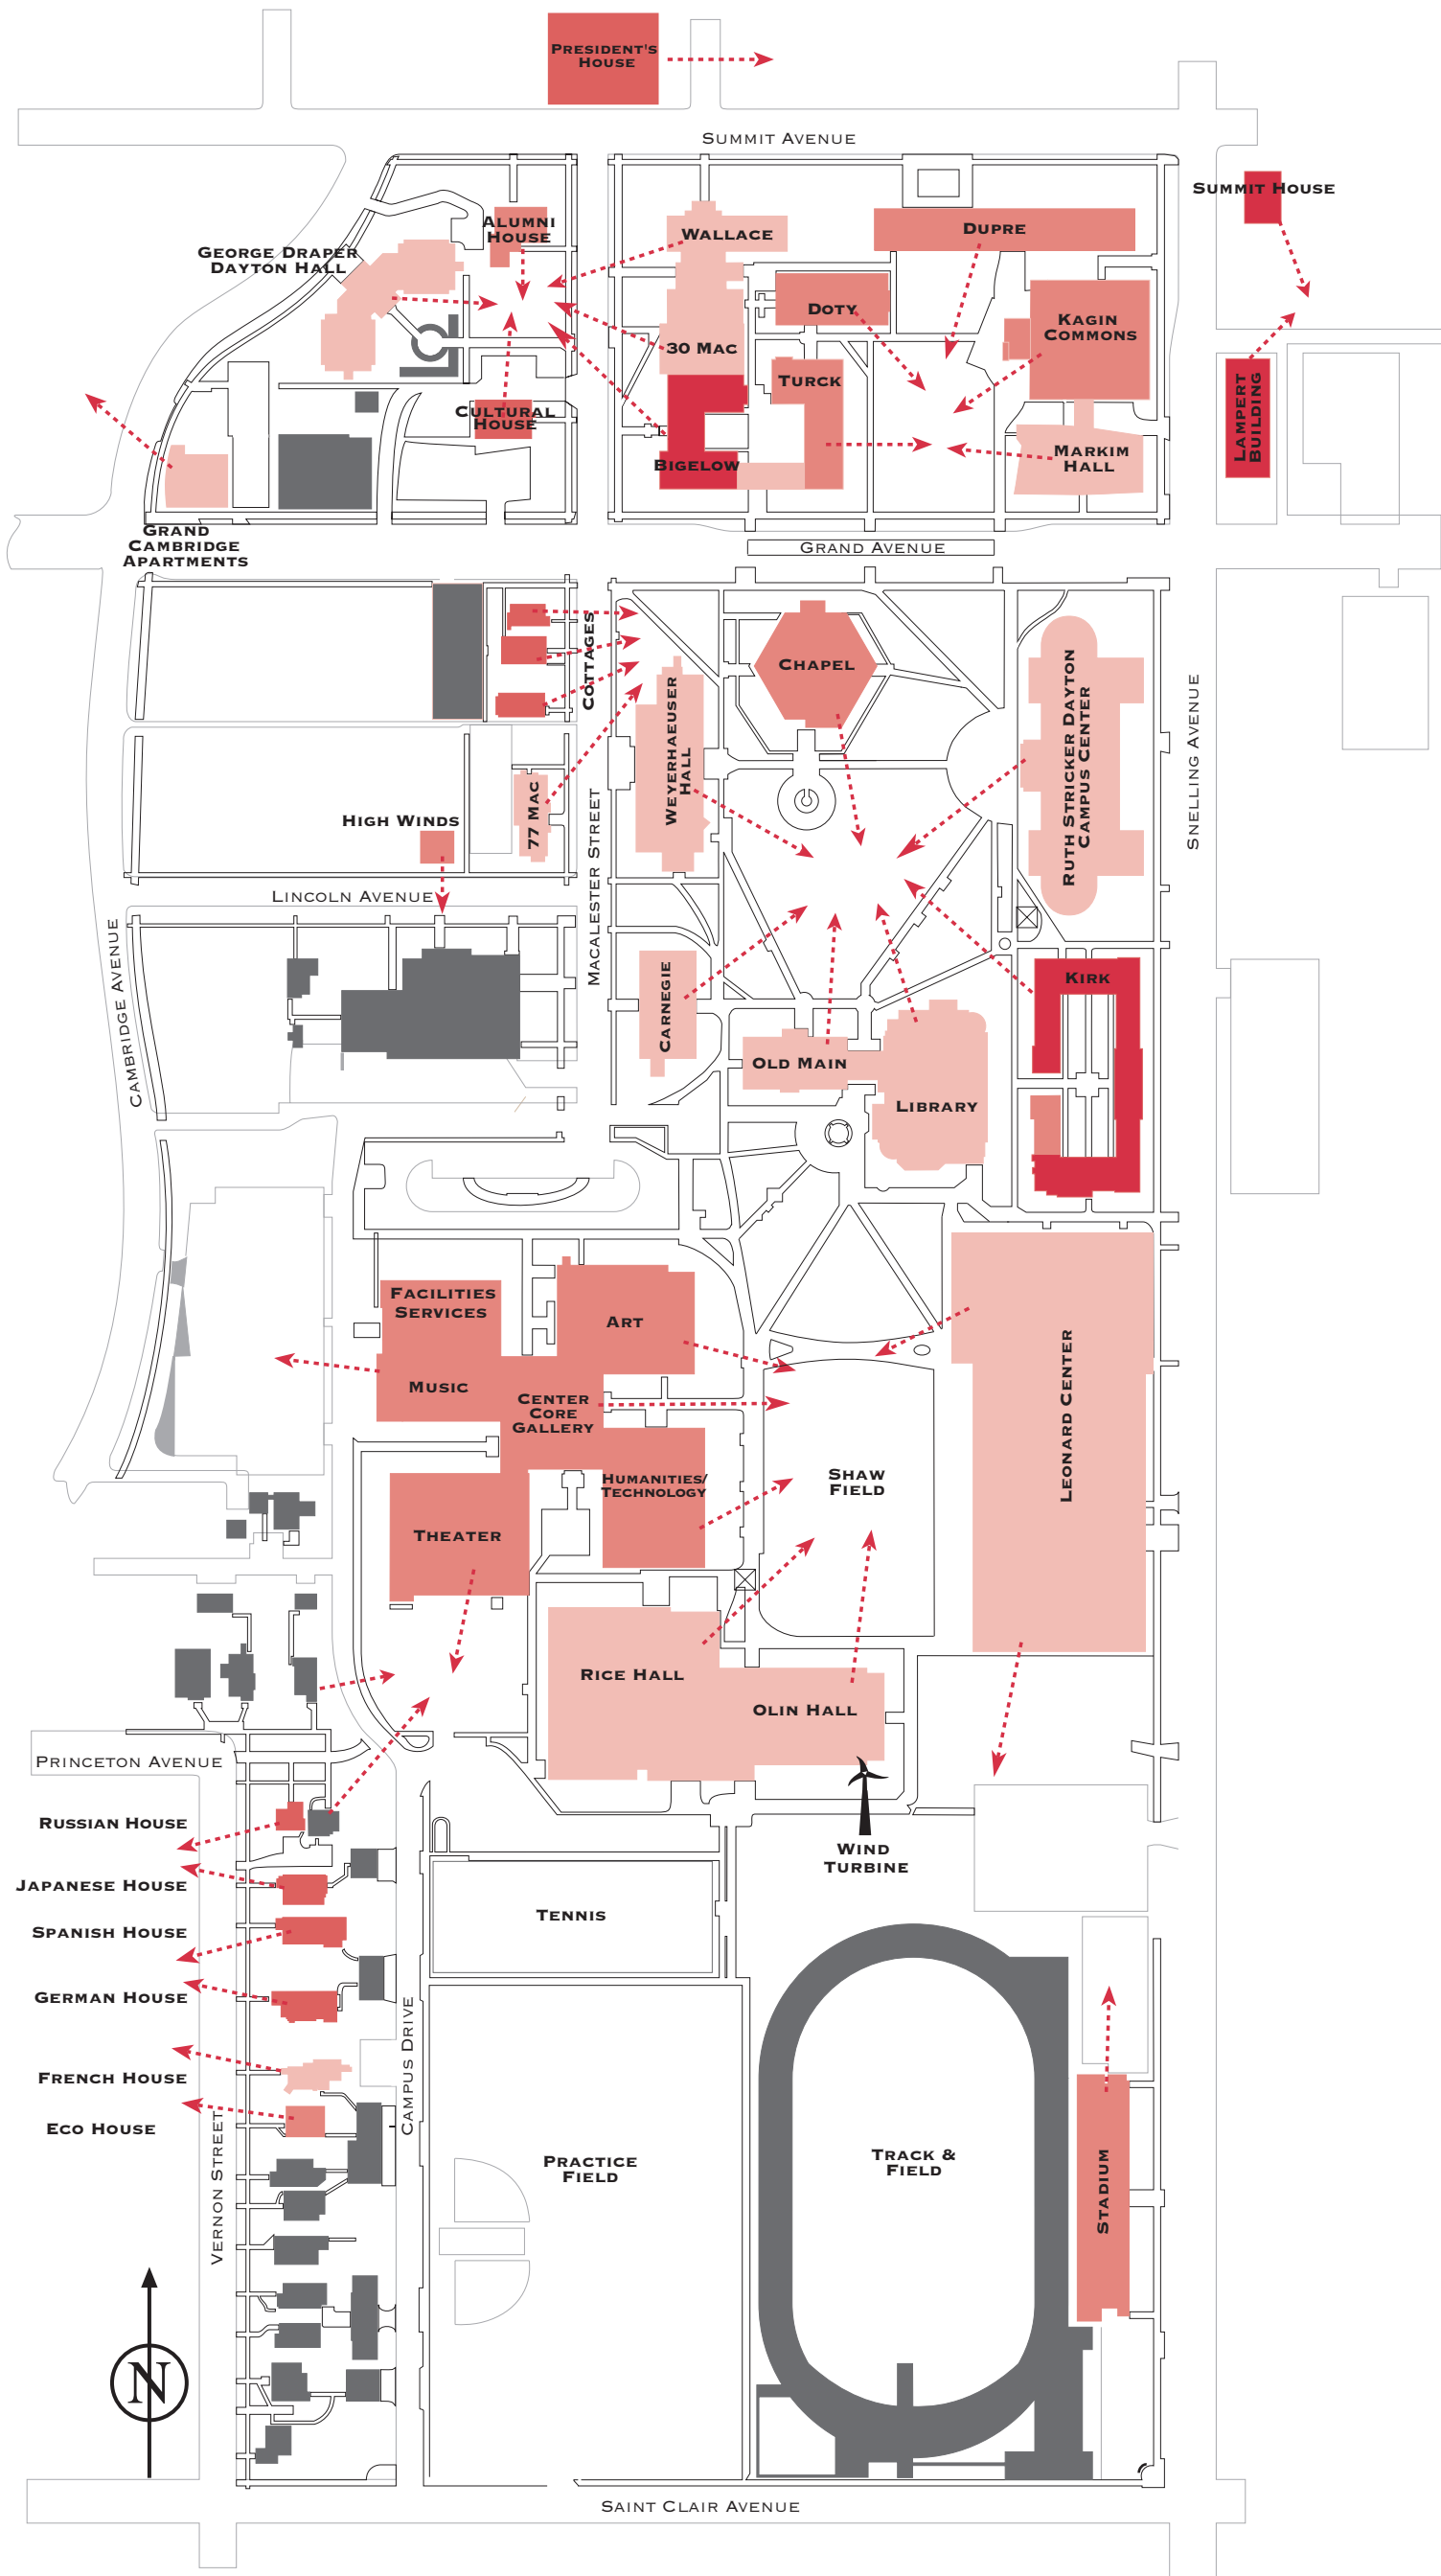 PRESIDENT'S
HOUSE
SUMMIT AVENUE
SUMMIT HOUSE
ALUMNI
HOUSE
WALLACE
DUPRE
GEORGE DRAPER
DAYTON HALL
DOTY
KAGIN
COMMONS
30 MAC
TURCK
CULTURAL
HOUSE
LAMPERT
BUILDING
BIGELOW
MARKIM
HALL
GRAND
CAMBRIDGE
APARTMENTS
GRAND AVENUE
COTTAGES
CHAPEL
WEYERHAEUSER
HALL
RUTH STRICKER DAYTON
CAMPUS CENTER
SNELLING AVENUE
77 MAC
HIGH WINDS
MACALESTER STREET
LINCOLN AVENUE
CAMBRIDGE AVENUE
CARNEGIE
KIRK
OLD MAIN
LIBRARY
FACILITIES
SERVICES
ART
MUSIC
CENTER
CORE
GALLERY
LEONARD CENTER
HUMANITIES/
TECHNOLOGY
SHAW
FIELD
THEATER
RICE HALL
OLIN HALL
PRINCETON AVENUE
RUSSIAN HOUSE
WIND
TURBINE
JAPANESE HOUSE
TENNIS
SPANISH HOUSE
GERMAN HOUSE
CAMPUS DRIVE
FRENCH HOUSE
ECO HOUSE
VERNON STREET
PRACTICE
FIELD
TRACK &
FIELD
STADIUM
N
SAINT CLAIR AVENUE